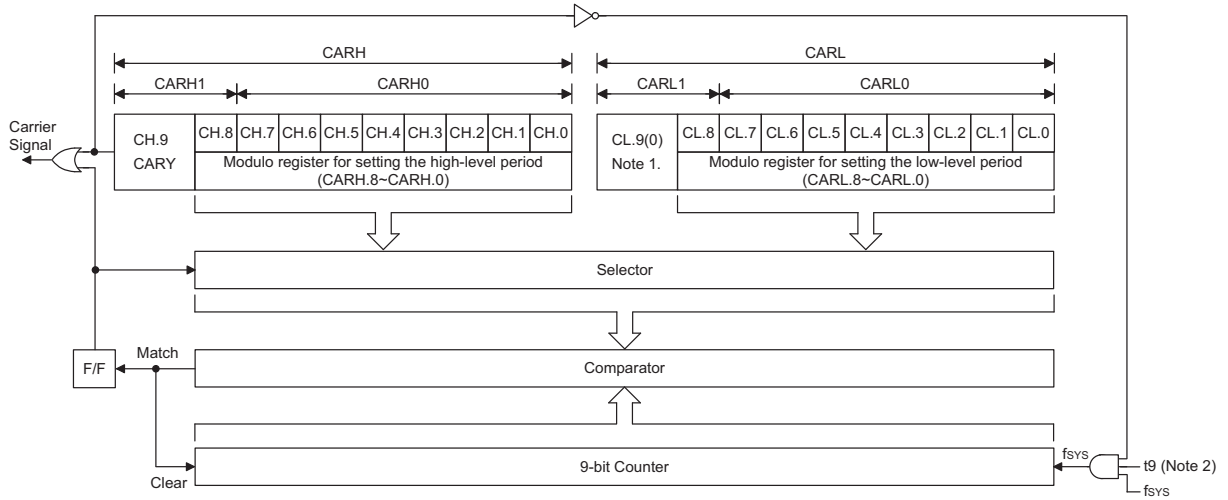 CARH
CARL
CARH1
CARH0
CARL1
CARL0
Carrier
Signal
CH.9
CARY
CH.8
CH.7
CH.6
CH.5
CH.4
CH.3
CH.2
CH.1
CH.0
Modulo register for setting the high-level period
(CARH.8~CARH.0)
CL.9(0)
Note 1.
CL.8
CL.7
CL.6
CL.5
CL.4
CL.3
CL.2
CL.1
CL.0
Modulo register for setting the low-level period
(CARL.8~CARL.0)
Selector
F/F
Match
Comparator
Clear
9-bit Counter
fSYS
t9 (Note 2)
fSYS